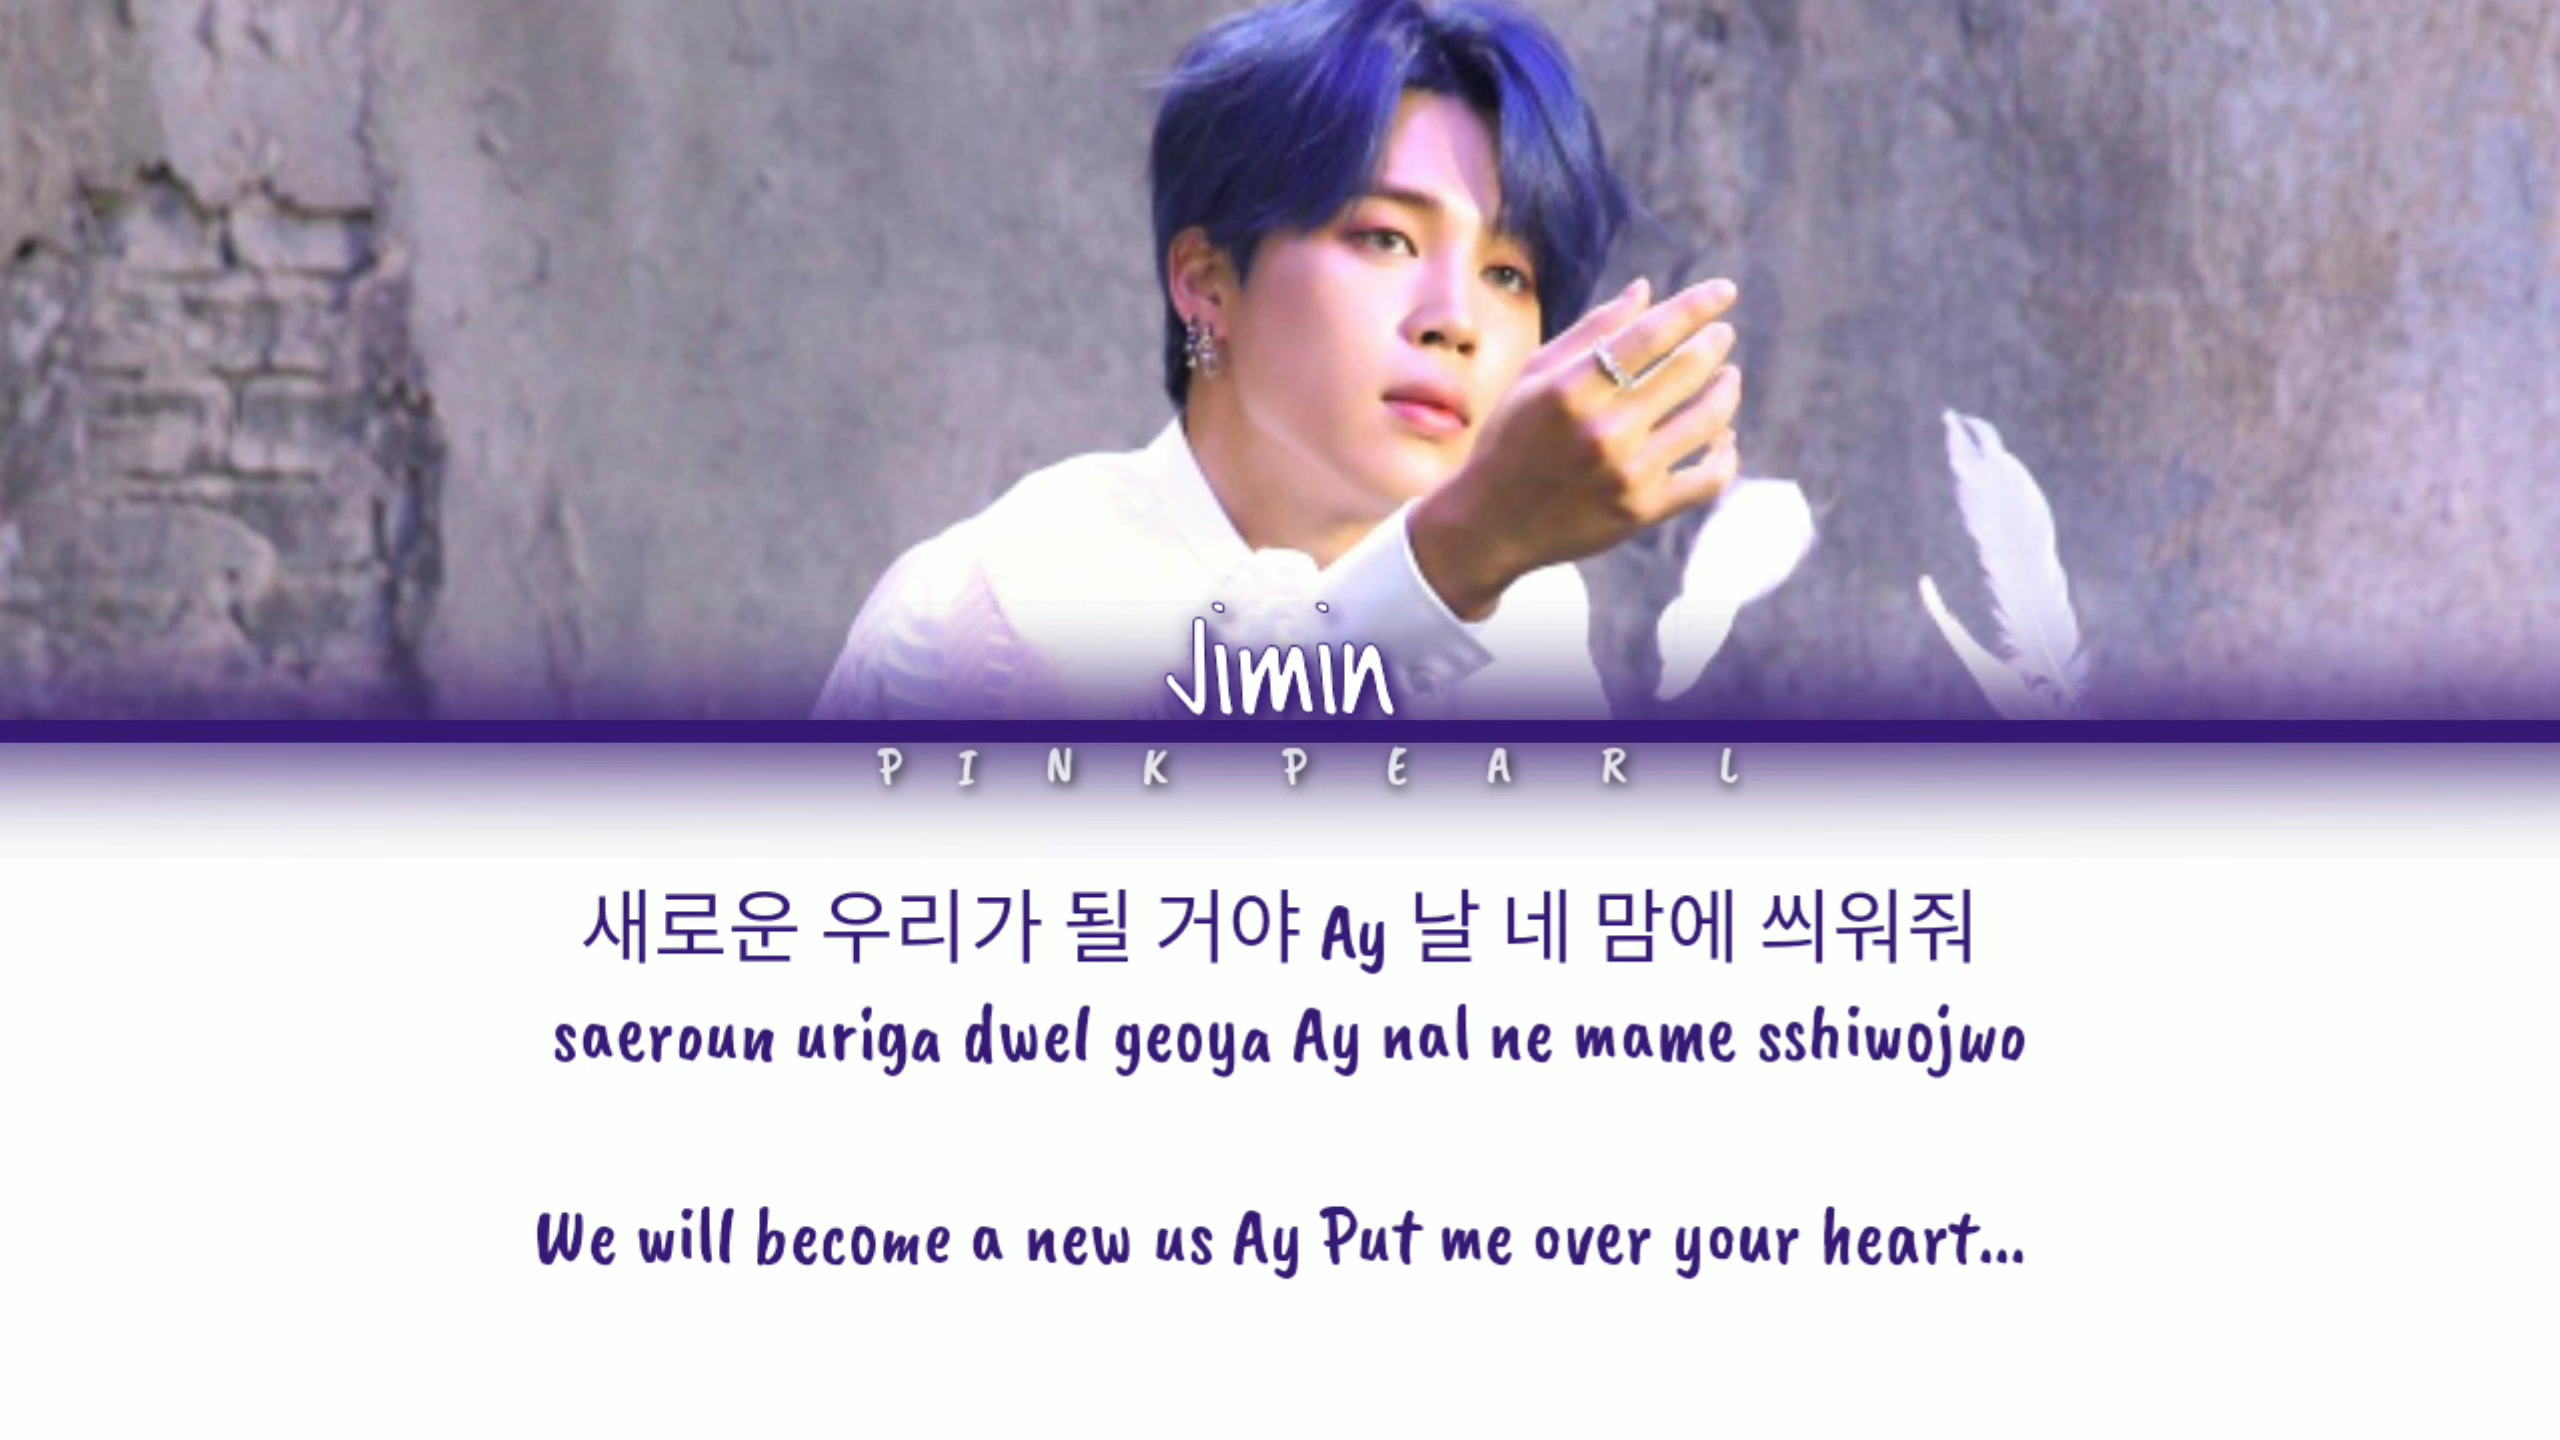 Jimin
PINK PEARL
새로운 우리가 될 거야 Ay 날 네 맘에 씌워줘
saeroun uriga dwel geoya Ay nal ne mame sshiwojwo
We will become a new us Ay Put me over your heart...